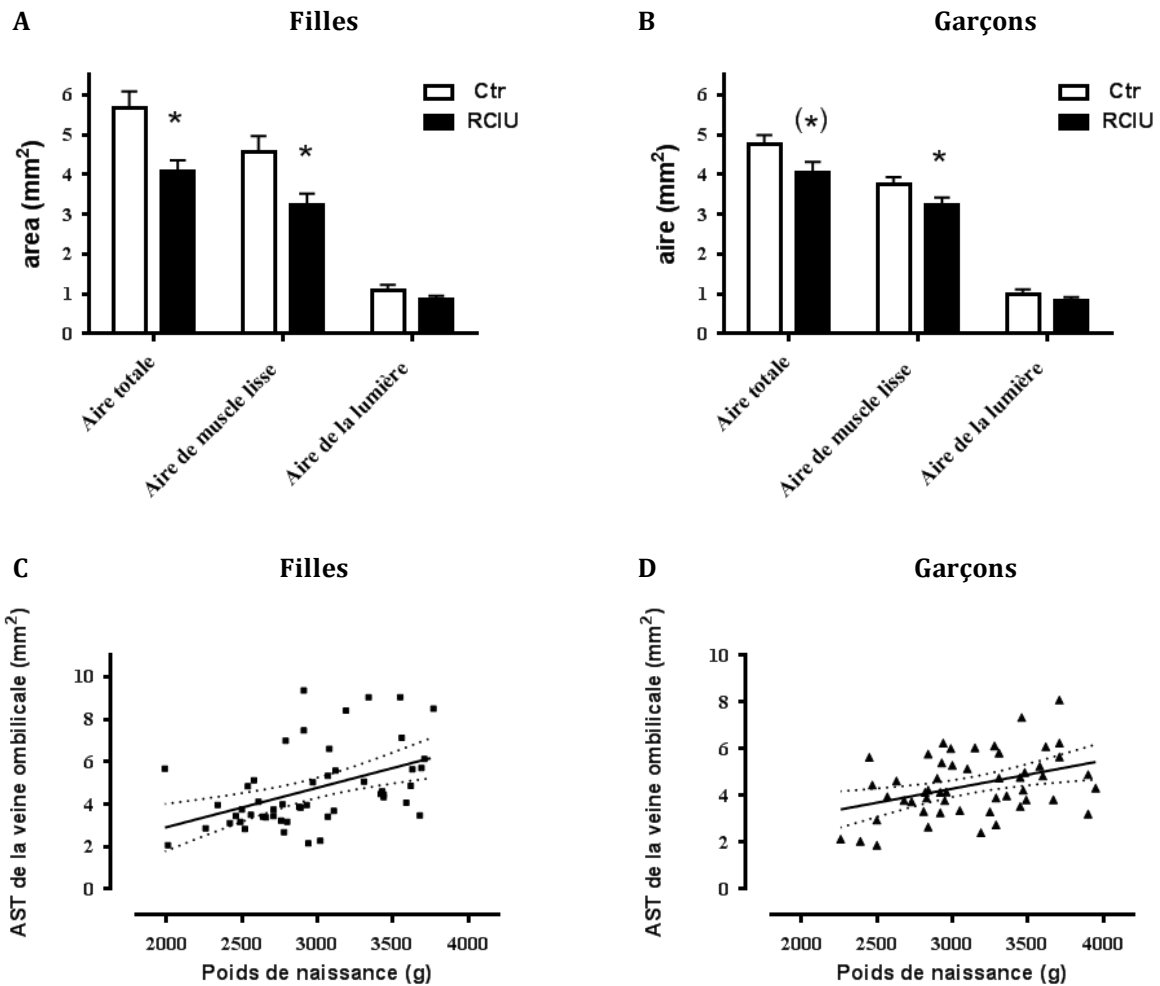 A Filles
B Garçons
area (mm²)
6
5
4
3
2
1
0
Ctr
RCIU
*
*
Aire totale
Aire de muscle lisse
Aire de la lumière
aire (mm²)
6
5
4
3
2
1
0
Ctr
RCIU
(*)
*
Aire totale
Aire de muscle lisse
Aire de la lumière
C Filles
D Garçons
AST de la veine ombilicale (mm²)
10
8
6
4
2
0
2000 2500 3000 3500 4000
Poids de naissance (g)
AST de la veine ombilicale (mm²)
10
8
6
4
2
0
2000 2500 3000 3500 4000
Poids de naissance (g)